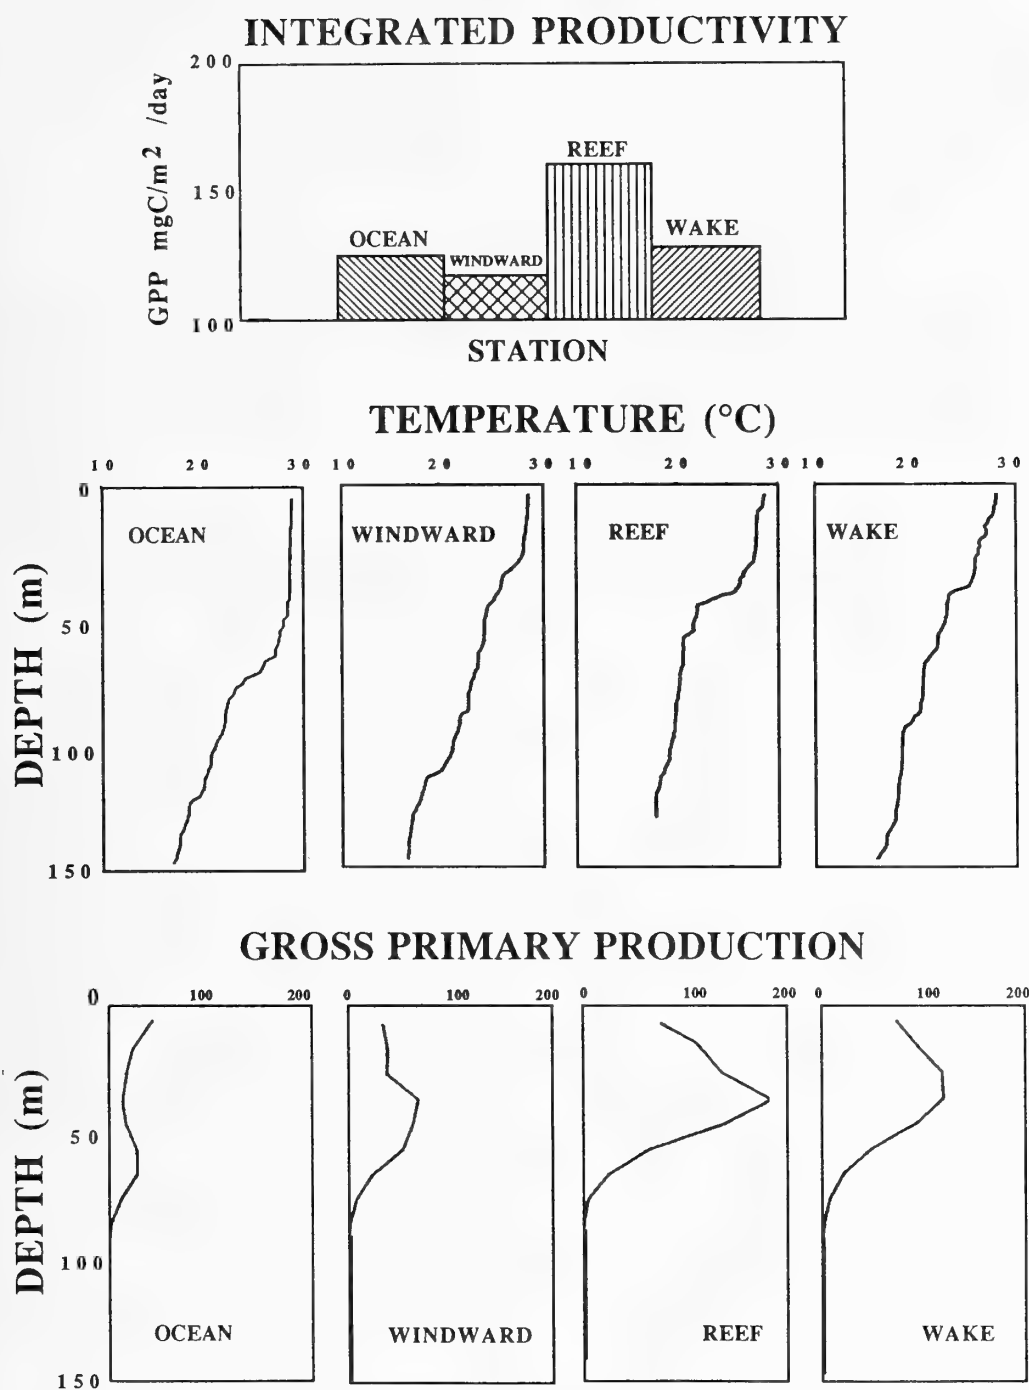 INTEGRATED PRODUCTIVITY
GPP mgC/m² /day
200
150
100
OCEAN
WINDWARD
REEF
WAKE
STATION
TEMPERATURE (°C)
10 20 30 10 20 30 10 20 30 10 20 30
DEPTH (m)
0
50
100
150
OCEAN
WINDWARD
REEF
WAKE
GROSS PRIMARY PRODUCTION
0 100 200 0 100 200 0 100 200 0 100 200
DEPTH (m)
50
100
150
OCEAN
WINDWARD
REEF
WAKE